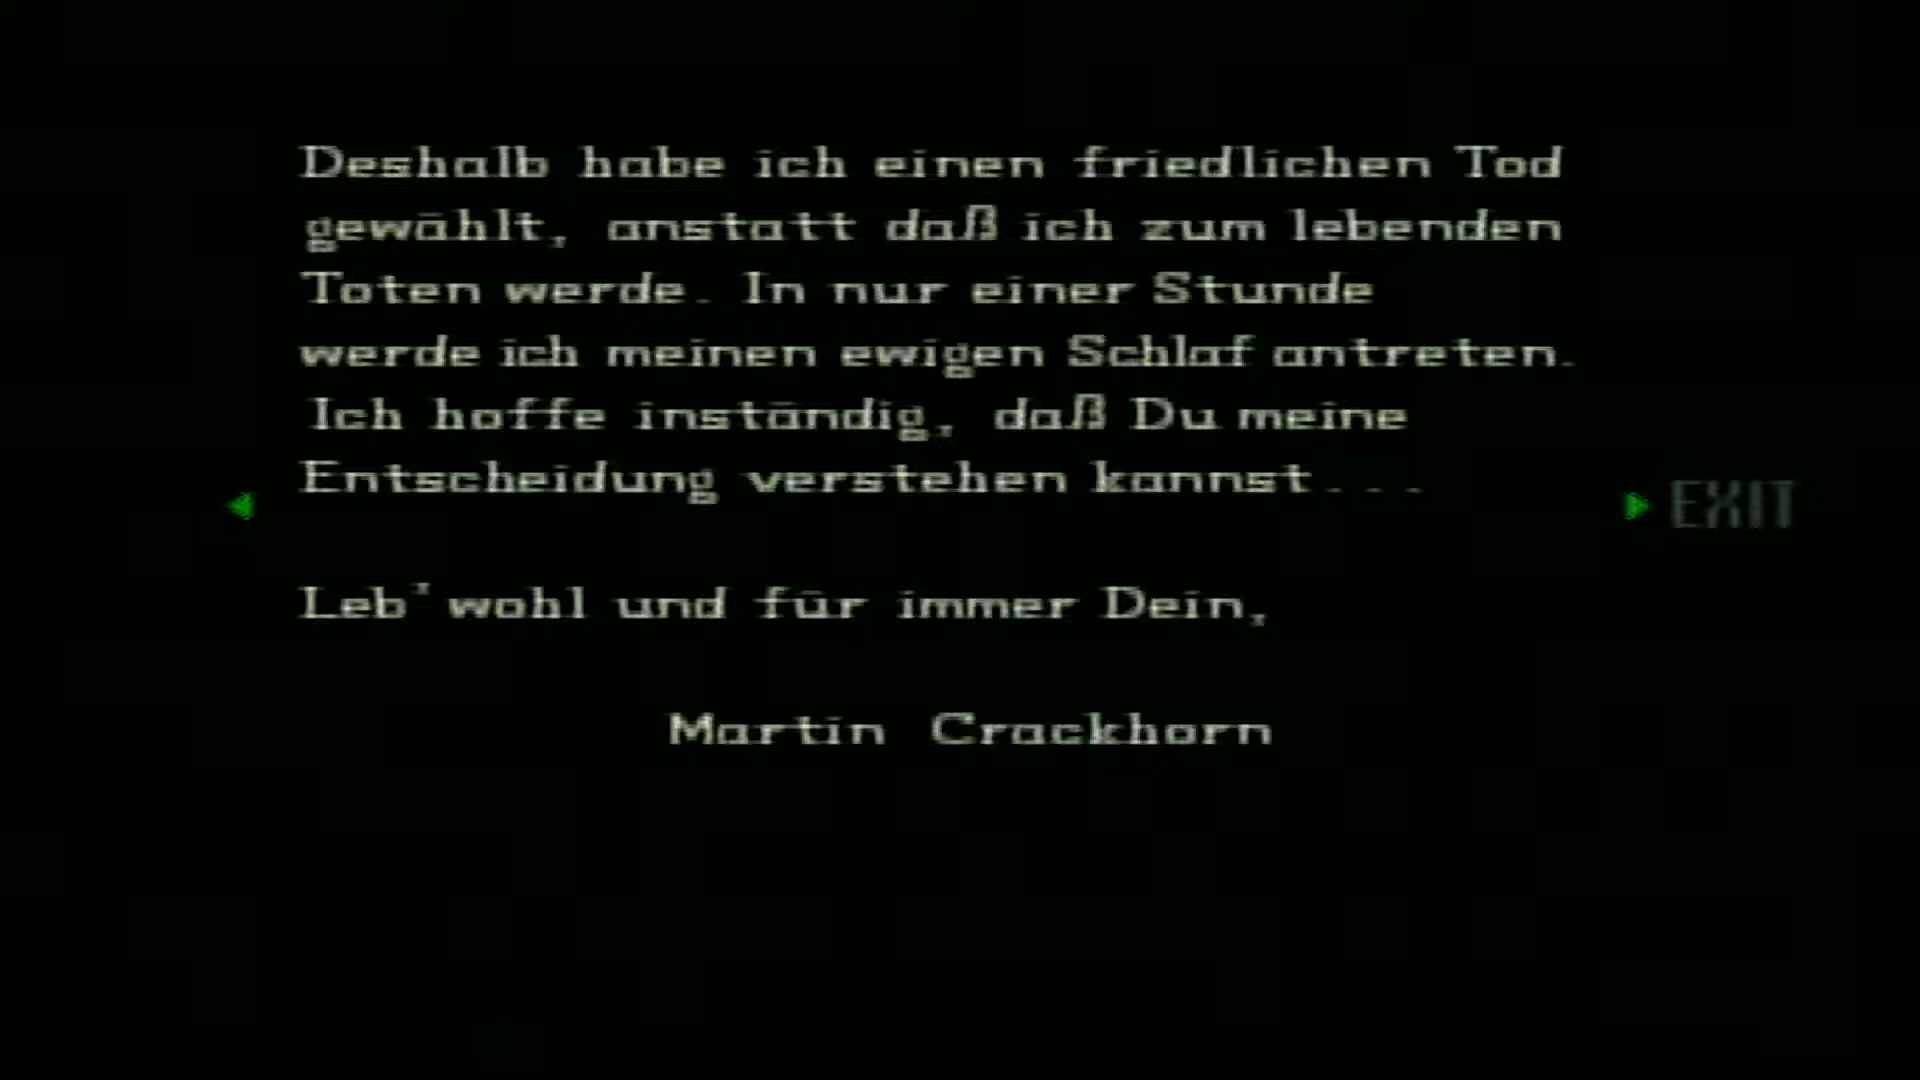 Deshalb habe ich einen friedlichen Tod
gewählt, anstatt daß ich zum lebenden
Toten werde. In nur einer Stunde
werde ich meinen ewigen Schlaf antreten.
Ich hoffe inständig, daß Du meine
Entscheidung verstehen kannst...
EXIT
Leb' wohl und für immer Dein,
Martin Crackhorn